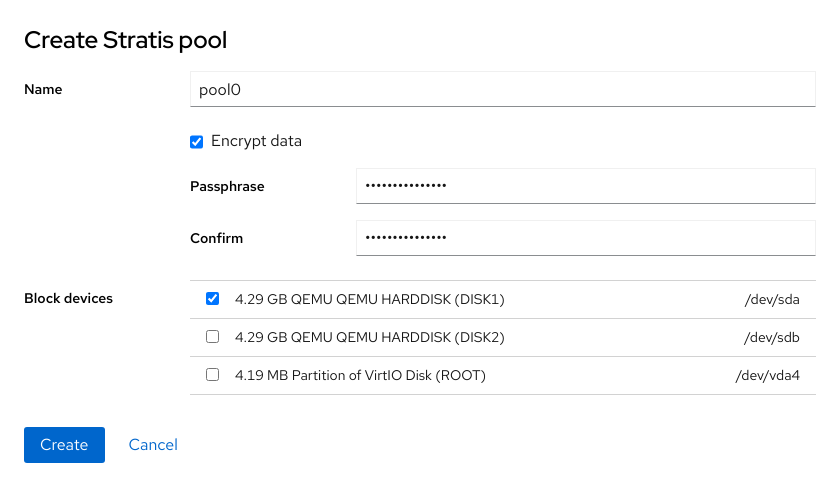 Create Stratis pool
Name
pool0
Encrypt data
Passphrase
•••••••••••••••
Confirm
•••••••••••••••
Block devices
4.29 GB QEMU QEMU HARDDISK (DISK1) /dev/sda
4.29 GB QEMU QEMU HARDDISK (DISK2) /dev/sdb
4.19 MB Partition of VirtIO Disk (ROOT) /dev/vda4
Create Cancel